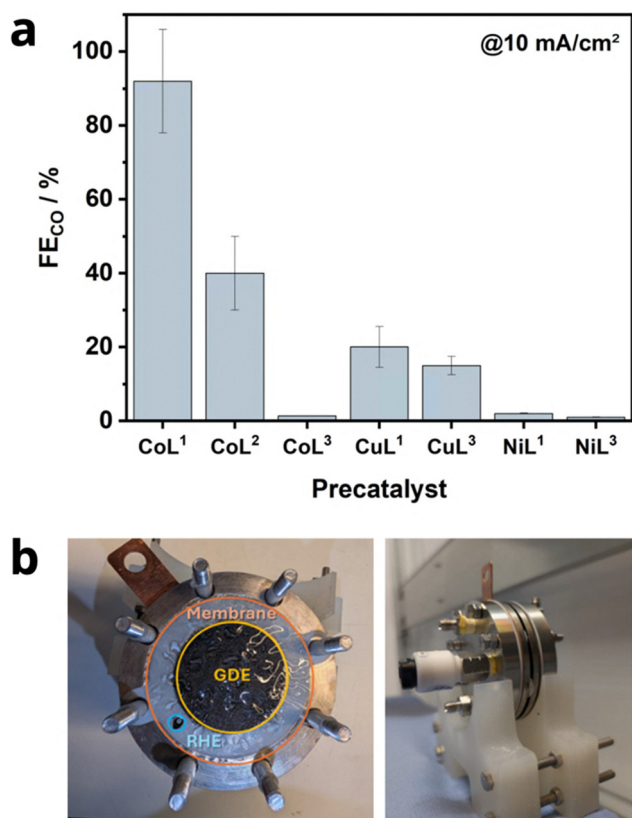 a
@10 mA/cm²
FE_CO / %
100
80
60
40
20
0
CoL¹ CoL² CoL³ CuL¹ CuL³ NiL¹ NiL³
Precatalyst
b
Membrane
GDE
RHE